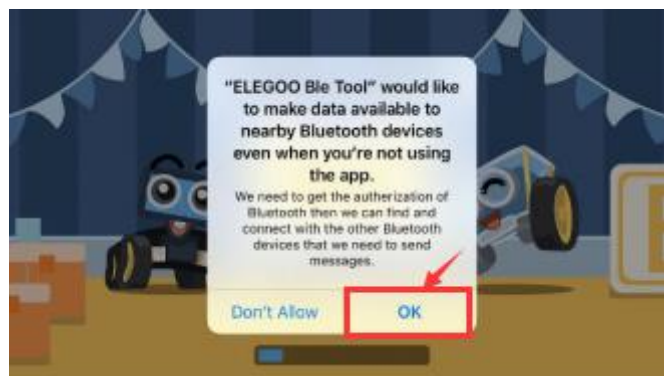 "ELEGOO Ble Tool" would like
to make data available to
nearby Bluetooth devices
even when you're not using
the app.
We need to get the autherization of
Bluetooth then we can find and
connect with the other Bluetooth
devices that we need to send
messages.
Don't Allow
OK